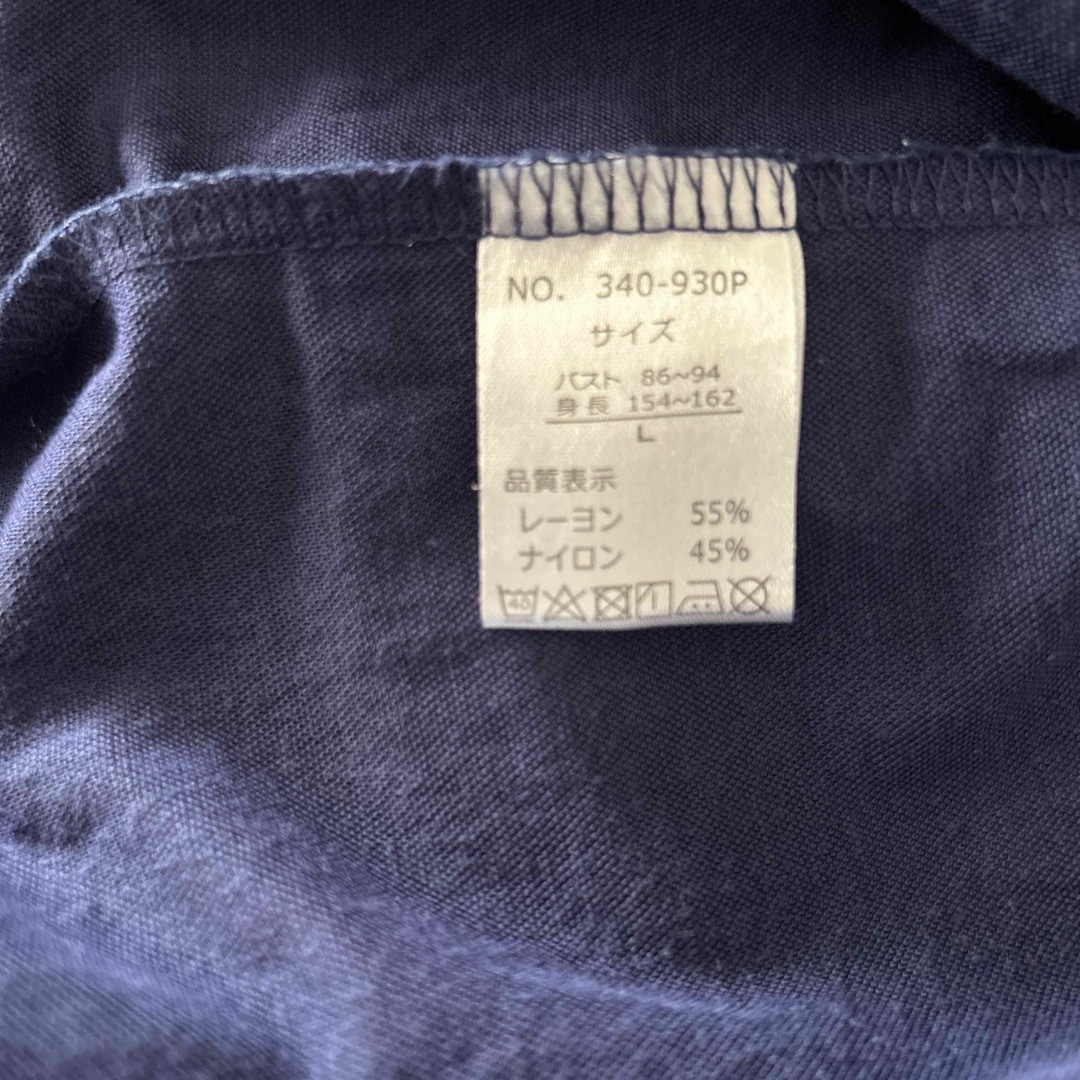 NO. 340-930P
サイズ
バスト 86~94
身長 154~162
L
品質表示
レーヨン 55%
ナイロン 45%
40